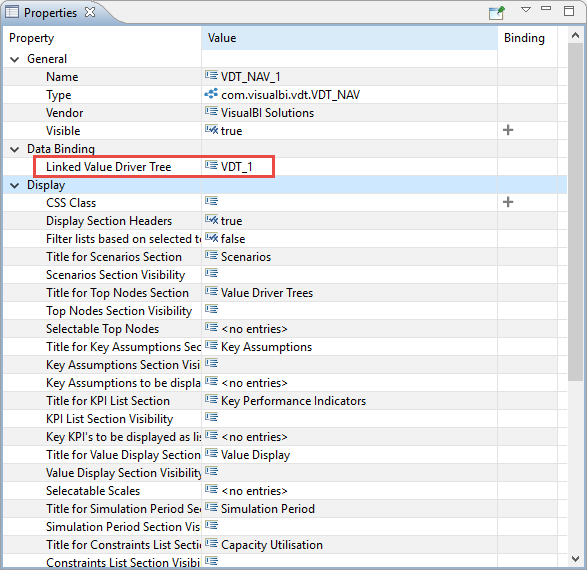 Properties
Property Value Binding
General
Name VDT_NAV_1
Type com.visualbi.vdt.VDT_NAV
Vendor VisualBI Solutions
Visible true
Data Binding
Linked Value Driver Tree VDT_1
Display
CSS Class
Display Section Headers true
Filter lists based on selected to false
Title for Scenarios Section Scenarios
Scenarios Section Visibility
Title for Top Nodes Section Value Driver Trees
Top Nodes Section Visibility
Selectable Top Nodes <no entries>
Title for Key Assumptions Sec Key Assumptions
Key Assumptions Section Visi
Key Assumptions to be displa <no entries>
Title for KPI List Section Key Performance Indicators
KPI List Section Visibility
Key KPI's to be displayed as lis <no entries>
Title for Value Display Section Value Display
Value Display Section Visibility
Selecatable Scales <no entries>
Title for Simulation Period Sec Simulation Period
Simulation Period Section Vis
Title for Constraints List Secti Capacity Utilisation
Constraints List Section Visibi